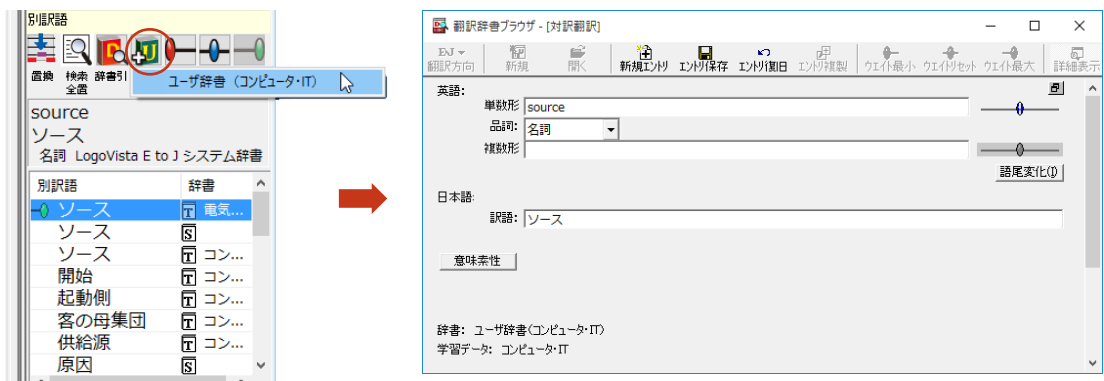 別訳語
置換 検索 辞書引
全置
ユーザ辞書（コンピュータ・IT）
source
ソース
名詞 LogoVista E to J システム辞書
別訳語 辞書
ソース T 電気...
ソース S
ソース T コン...
開始 T コン...
起動側 T コン...
客の母集団 T コン...
供給源 T コン...
原因 S
翻訳辞書ブラウザ - [対訳翻訳]
EtJ
翻訳方向 新規 開く 新規エントリ エントリ保存 エントリ復旧 エントリ複製 ウエイト最小 ウエイトリセット ウエイト最大 詳細表示
英語:
単数形 source
品詞: 名詞
複数形
語尾変化(I)
日本語:
訳語: ソース
意味素性
辞書: ユーザ辞書(コンピュータ・IT)
学習データ: コンピュータ・IT